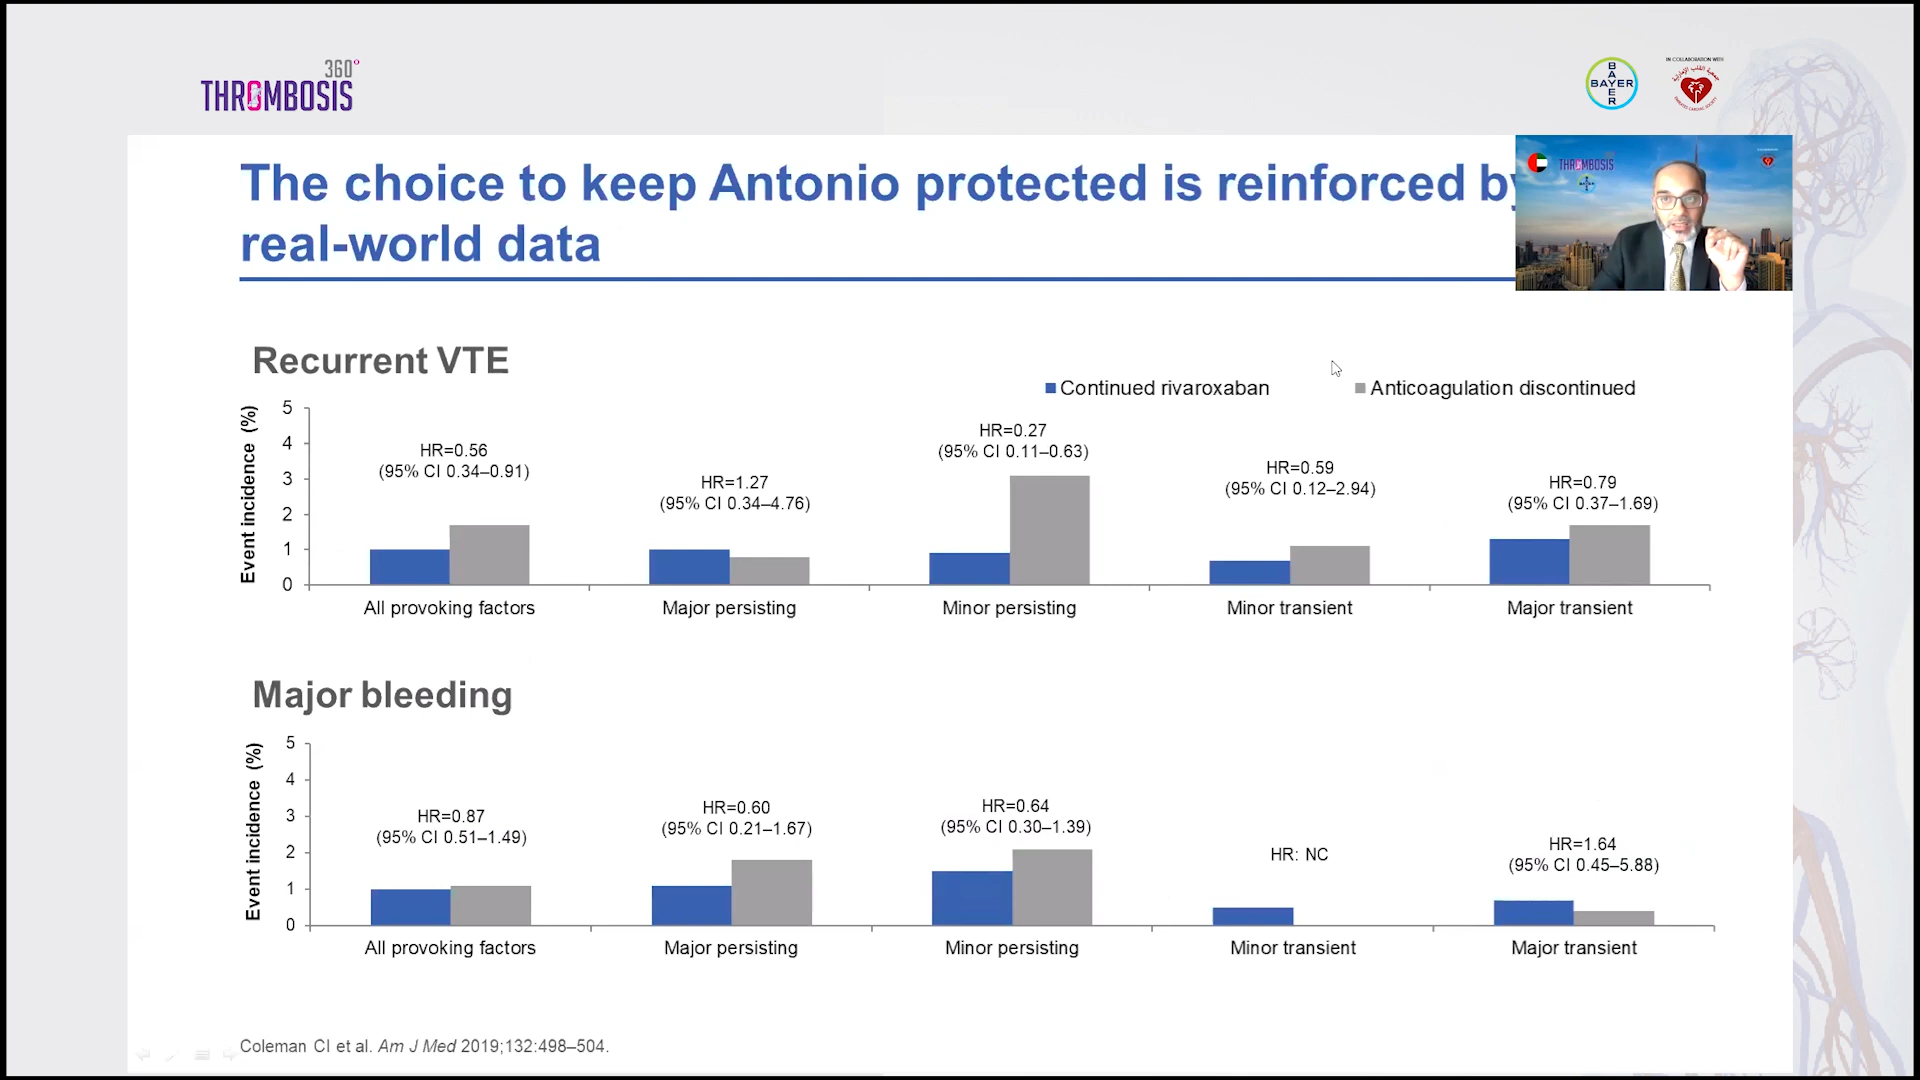 360°
THROMBOSIS
BAYER
BAYER
IN COLLABORATION WITH
جمعية القلب الإماراتية
EMIRATES CARDIAC SOCIETY
THROMBOSIS
The choice to keep Antonio protected is reinforced by
real-world data
Recurrent VTE
Continued rivaroxaban
Anticoagulation discontinued
Event incidence (%)
5
4
3
2
1
0
HR=0.56
(95% CI 0.34–0.91)
HR=1.27
(95% CI 0.34–4.76)
HR=0.27
(95% CI 0.11–0.63)
HR=0.59
(95% CI 0.12–2.94)
HR=0.79
(95% CI 0.37–1.69)
All provoking factors
Major persisting
Minor persisting
Minor transient
Major transient
Major bleeding
Event incidence (%)
5
4
3
2
1
0
HR=0.87
(95% CI 0.51–1.49)
HR=0.60
(95% CI 0.21–1.67)
HR=0.64
(95% CI 0.30–1.39)
HR: NC
HR=1.64
(95% CI 0.45–5.88)
All provoking factors
Major persisting
Minor persisting
Minor transient
Major transient
Coleman CI et al. Am J Med 2019;132:498–504.